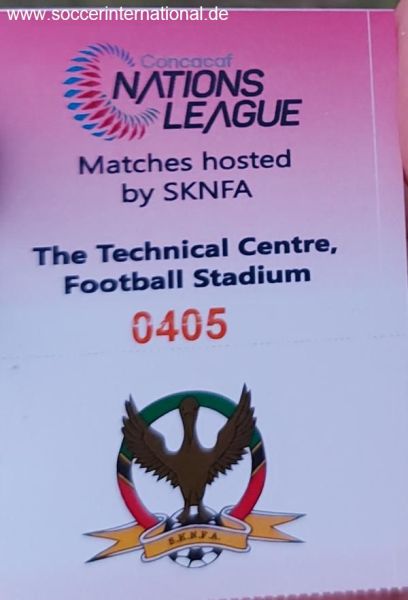 www.soccerinternational.de
Concacaf
NATIONS
LEAGUE
Matches hosted
by SKNFA
The Technical Centre,
Football Stadium
0405
S.K.N.F.A.